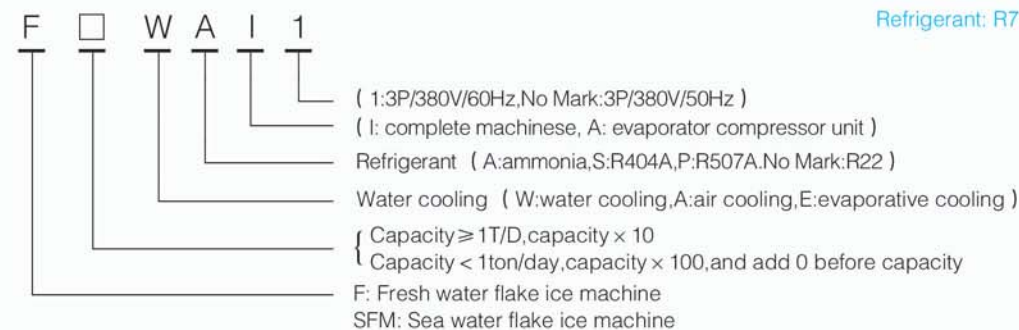 F □ W A I 1
Refrigerant: R7
( 1:3P/380V/60Hz,No Mark:3P/380V/50Hz )
( I: complete machinese, A: evaporator compressor unit )
Refrigerant ( A:ammonia,S:R404A,P:R507A.No Mark:R22 )
Water cooling ( W:water cooling,A:air cooling,E:evaporative cooling )
Capacity ≥ 1T/D,capacity × 10
Capacity < 1ton/day,capacity × 100,and add 0 before capacity
F: Fresh water flake ice machine
SFM: Sea water flake ice machine